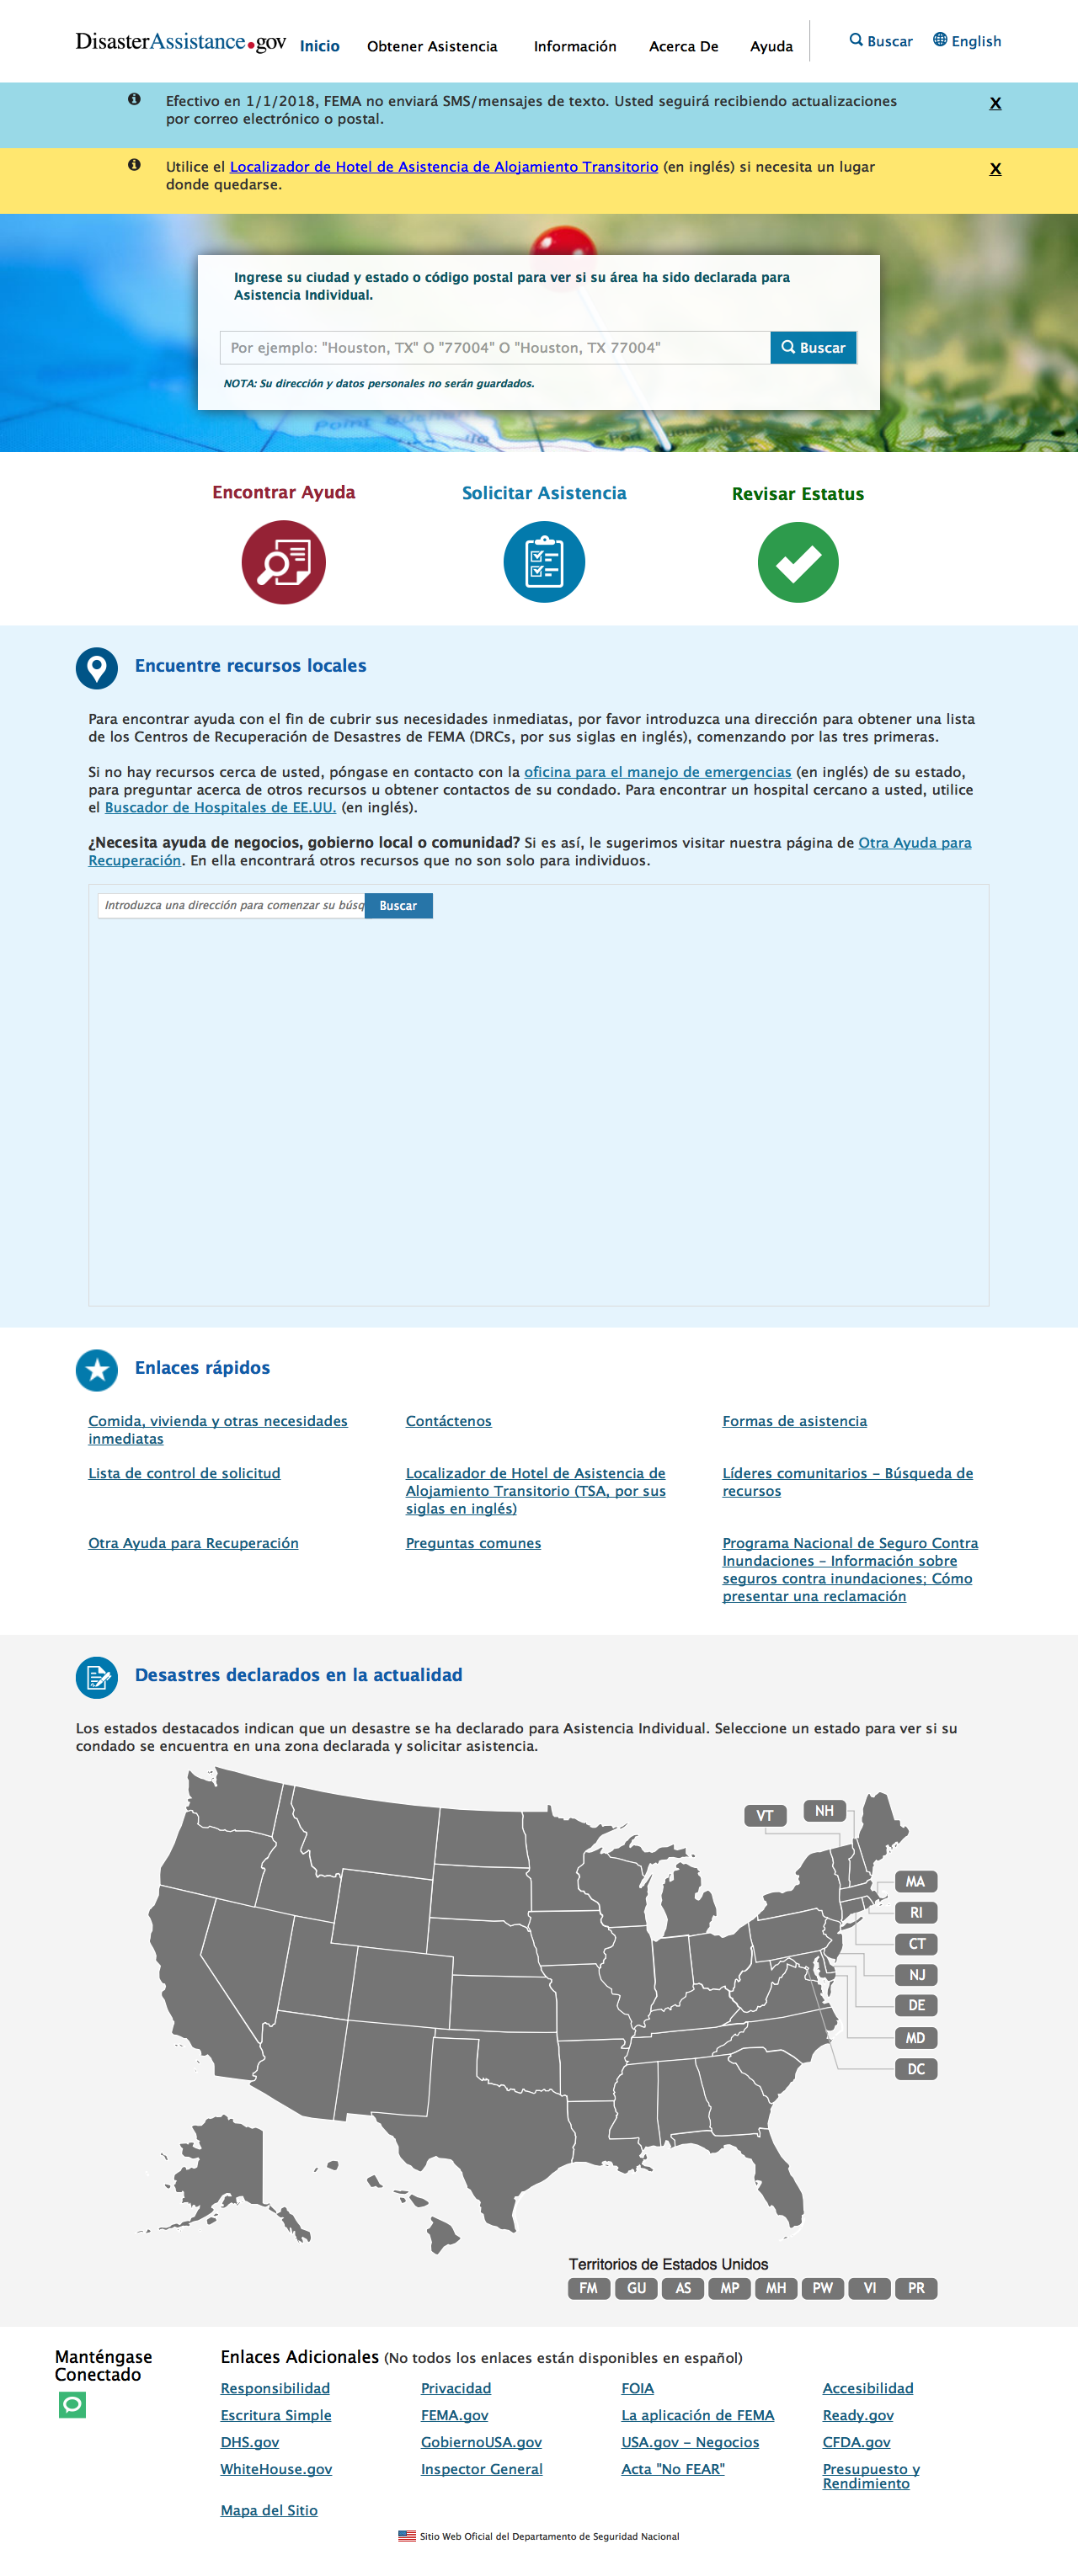 DisasterAssistance.gov
Inicio
Obtener Asistencia
Información
Acerca De
Ayuda
Buscar
English
Efectivo en 1/1/2018, FEMA no enviará SMS/mensajes de texto. Usted seguirá recibiendo actualizaciones
por correo electrónico o postal.
X
Utilice el Localizador de Hotel de Asistencia de Alojamiento Transitorio (en inglés) si necesita un lugar
donde quedarse.
X
Ingrese su ciudad y estado o código postal para ver si su área ha sido declarada para
Asistencia Individual.
Por ejemplo: "Houston, TX" O "77004" O "Houston, TX 77004"
Buscar
NOTA: Su dirección y datos personales no serán guardados.
Point
Encontrar Ayuda
Solicitar Asistencia
Revisar Estatus
Encuentre recursos locales
Para encontrar ayuda con el fin de cubrir sus necesidades inmediatas, por favor introduzca una dirección para obtener una lista
de los Centros de Recuperación de Desastres de FEMA (DRCs, por sus siglas en inglés), comenzando por las tres primeras.
Si no hay recursos cerca de usted, póngase en contacto con la oficina para el manejo de emergencias (en inglés) de su estado,
para preguntar acerca de otros recursos u obtener contactos de su condado. Para encontrar un hospital cercano a usted, utilice
el Buscador de Hospitales de EE.UU. (en inglés).
¿Necesita ayuda de negocios, gobierno local o comunidad? Si es así, le sugerimos visitar nuestra página de Otra Ayuda para
Recuperación. En ella encontrará otros recursos que no son solo para individuos.
Introduzca una dirección para comenzar su búsq
Buscar
Enlaces rápidos
Comida, vivienda y otras necesidades
inmediatas
Contáctenos
Formas de asistencia
Lista de control de solicitud
Localizador de Hotel de Asistencia de
Alojamiento Transitorio (TSA, por sus
siglas en inglés)
Líderes comunitarios – Búsqueda de
recursos
Otra Ayuda para Recuperación
Preguntas comunes
Programa Nacional de Seguro Contra
Inundaciones – Información sobre
seguros contra inundaciones; Cómo
presentar una reclamación
Desastres declarados en la actualidad
Los estados destacados indican que un desastre se ha declarado para Asistencia Individual. Seleccione un estado para ver si su
condado se encuentra en una zona declarada y solicitar asistencia.
VT
NH
MA
RI
CT
NJ
DE
MD
DC
Territorios de Estados Unidos
FM
GU
AS
MP
MH
PW
VI
PR
Manténgase
Conectado
Enlaces Adicionales (No todos los enlaces están disponibles en español)
Responsibilidad
Privacidad
FOIA
Accesibilidad
Escritura Simple
FEMA.gov
La aplicación de FEMA
Ready.gov
DHS.gov
GobiernoUSA.gov
USA.gov – Negocios
CFDA.gov
WhiteHouse.gov
Inspector General
Acta "No FEAR"
Presupuesto y
Rendimiento
Mapa del Sitio
Sitio Web Oficial del Departamento de Seguridad Nacional